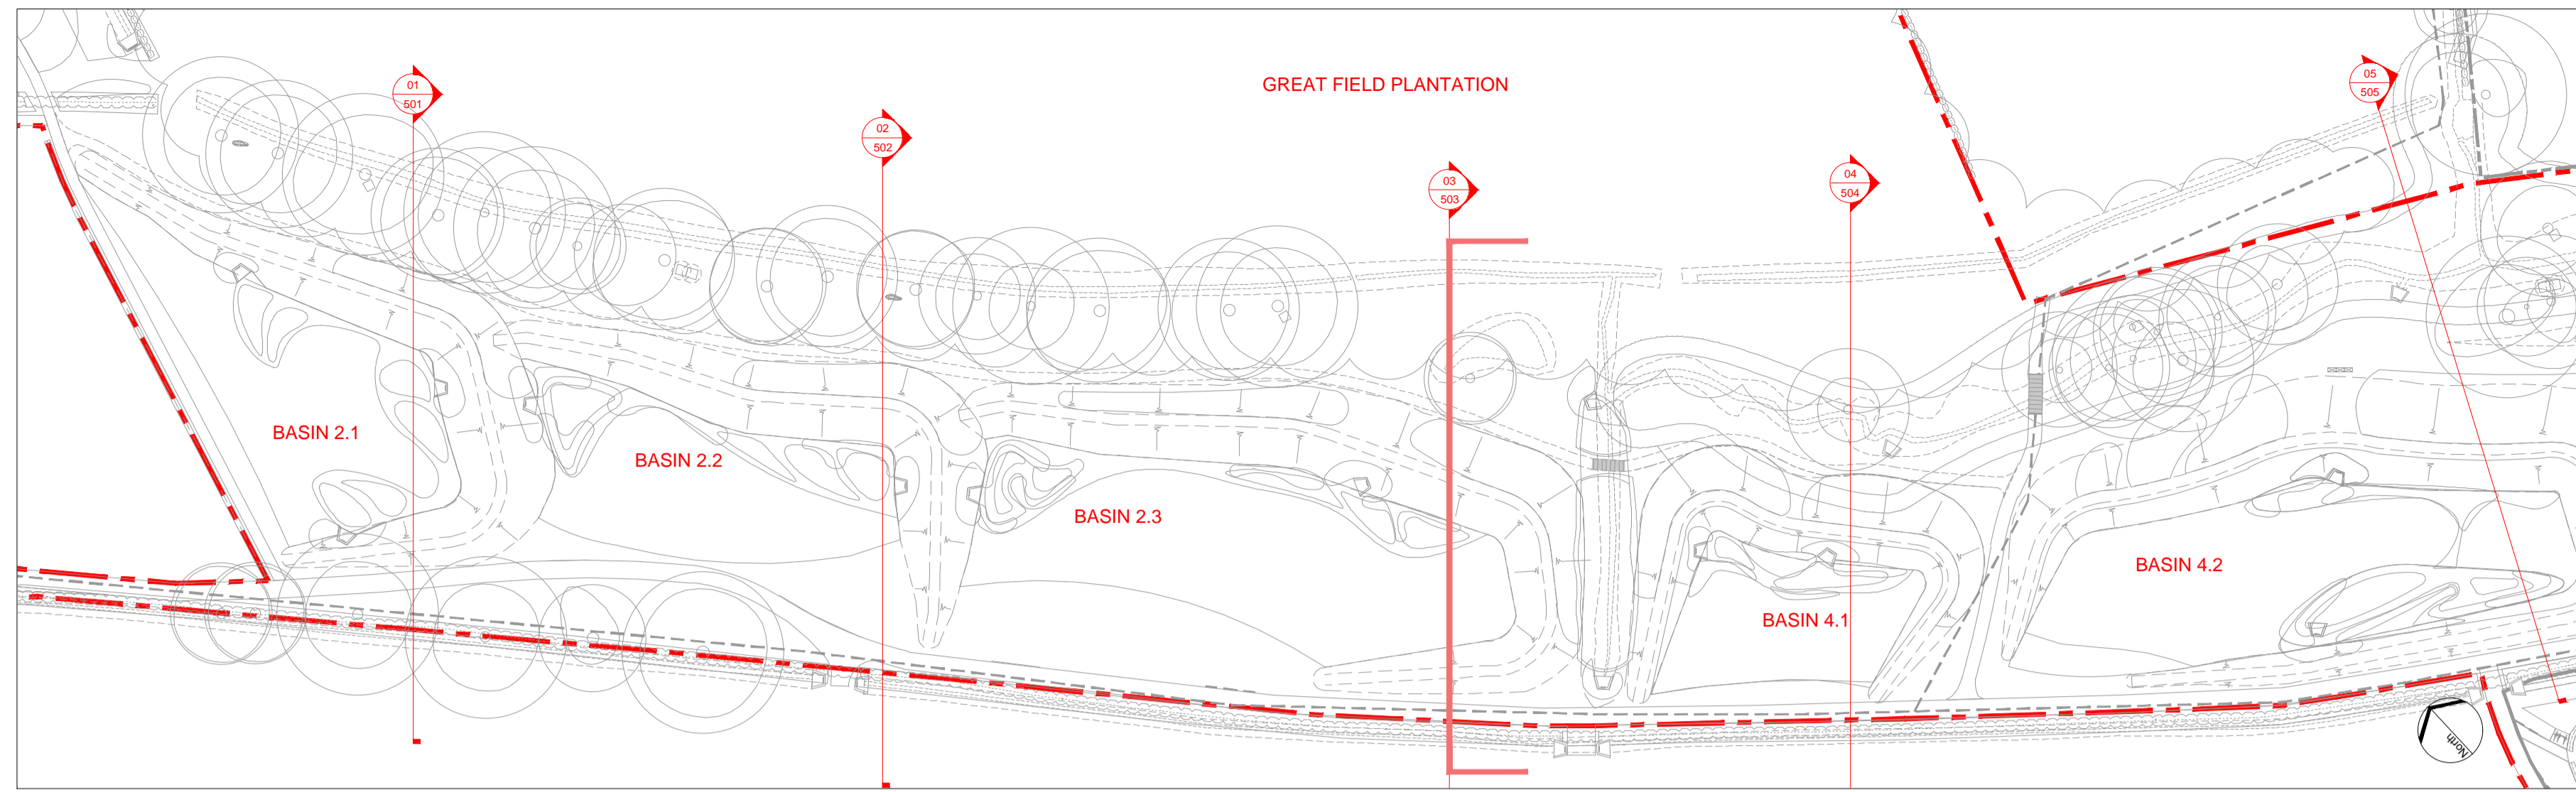 GREAT FIELD PLANTATION
01
501
02
502
03
503
04
504
05
505
BASIN 2.1
BASIN 2.2
BASIN 2.3
BASIN 4.1
BASIN 4.2
North